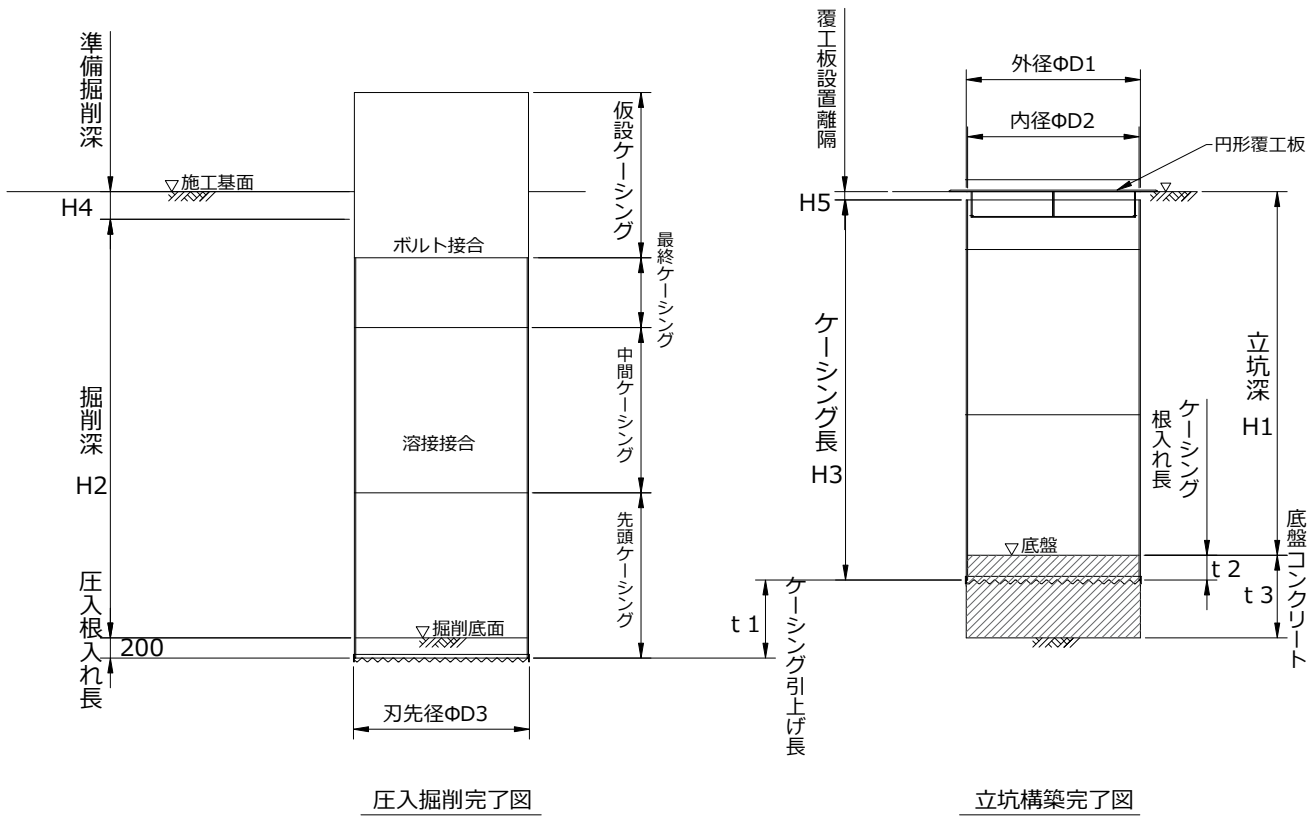 準備掘削深
▽施工基面
H4
掘削深
H2
圧入根入れ長
200
ボルト接合
溶接接合
▽掘削底面
刃先径ΦD3
仮設ケーシング
最終ケーシング
中間ケーシング
先頭ケーシング
圧入掘削完了図
覆工板設置離隔
H5
外径ΦD1
内径ΦD2
円形覆工板
▽
ケーシング長
H3
立坑深
H1
ケーシング
根入れ長
▽底盤
t 2
t 3
底盤コンクリート
t 1
ケーシング引上げ長
立坑構築完了図